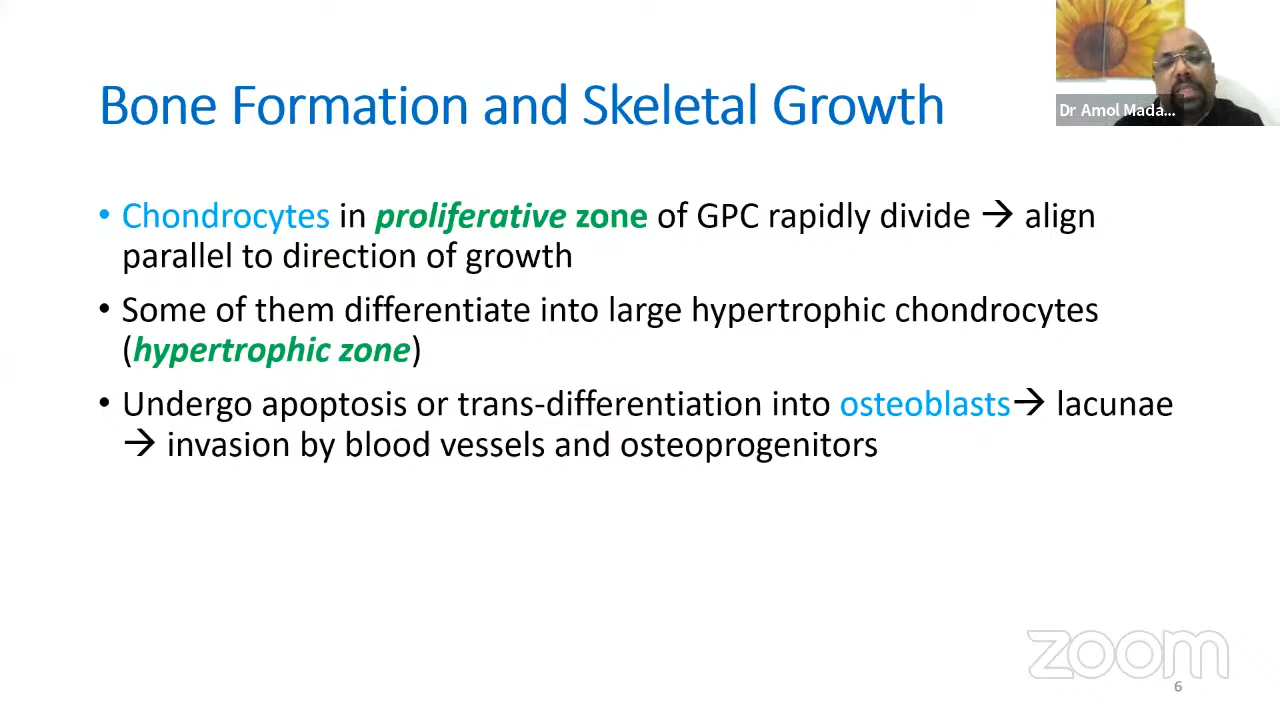 Bone Formation and Skeletal Growth
Dr Amol Mada...
• Chondrocytes in proliferative zone of GPC rapidly divide → align
parallel to direction of growth
• Some of them differentiate into large hypertrophic chondrocytes
(hypertrophic zone)
• Undergo apoptosis or trans-differentiation into osteoblasts→ lacunae
→ invasion by blood vessels and osteoprogenitors
zoom
6